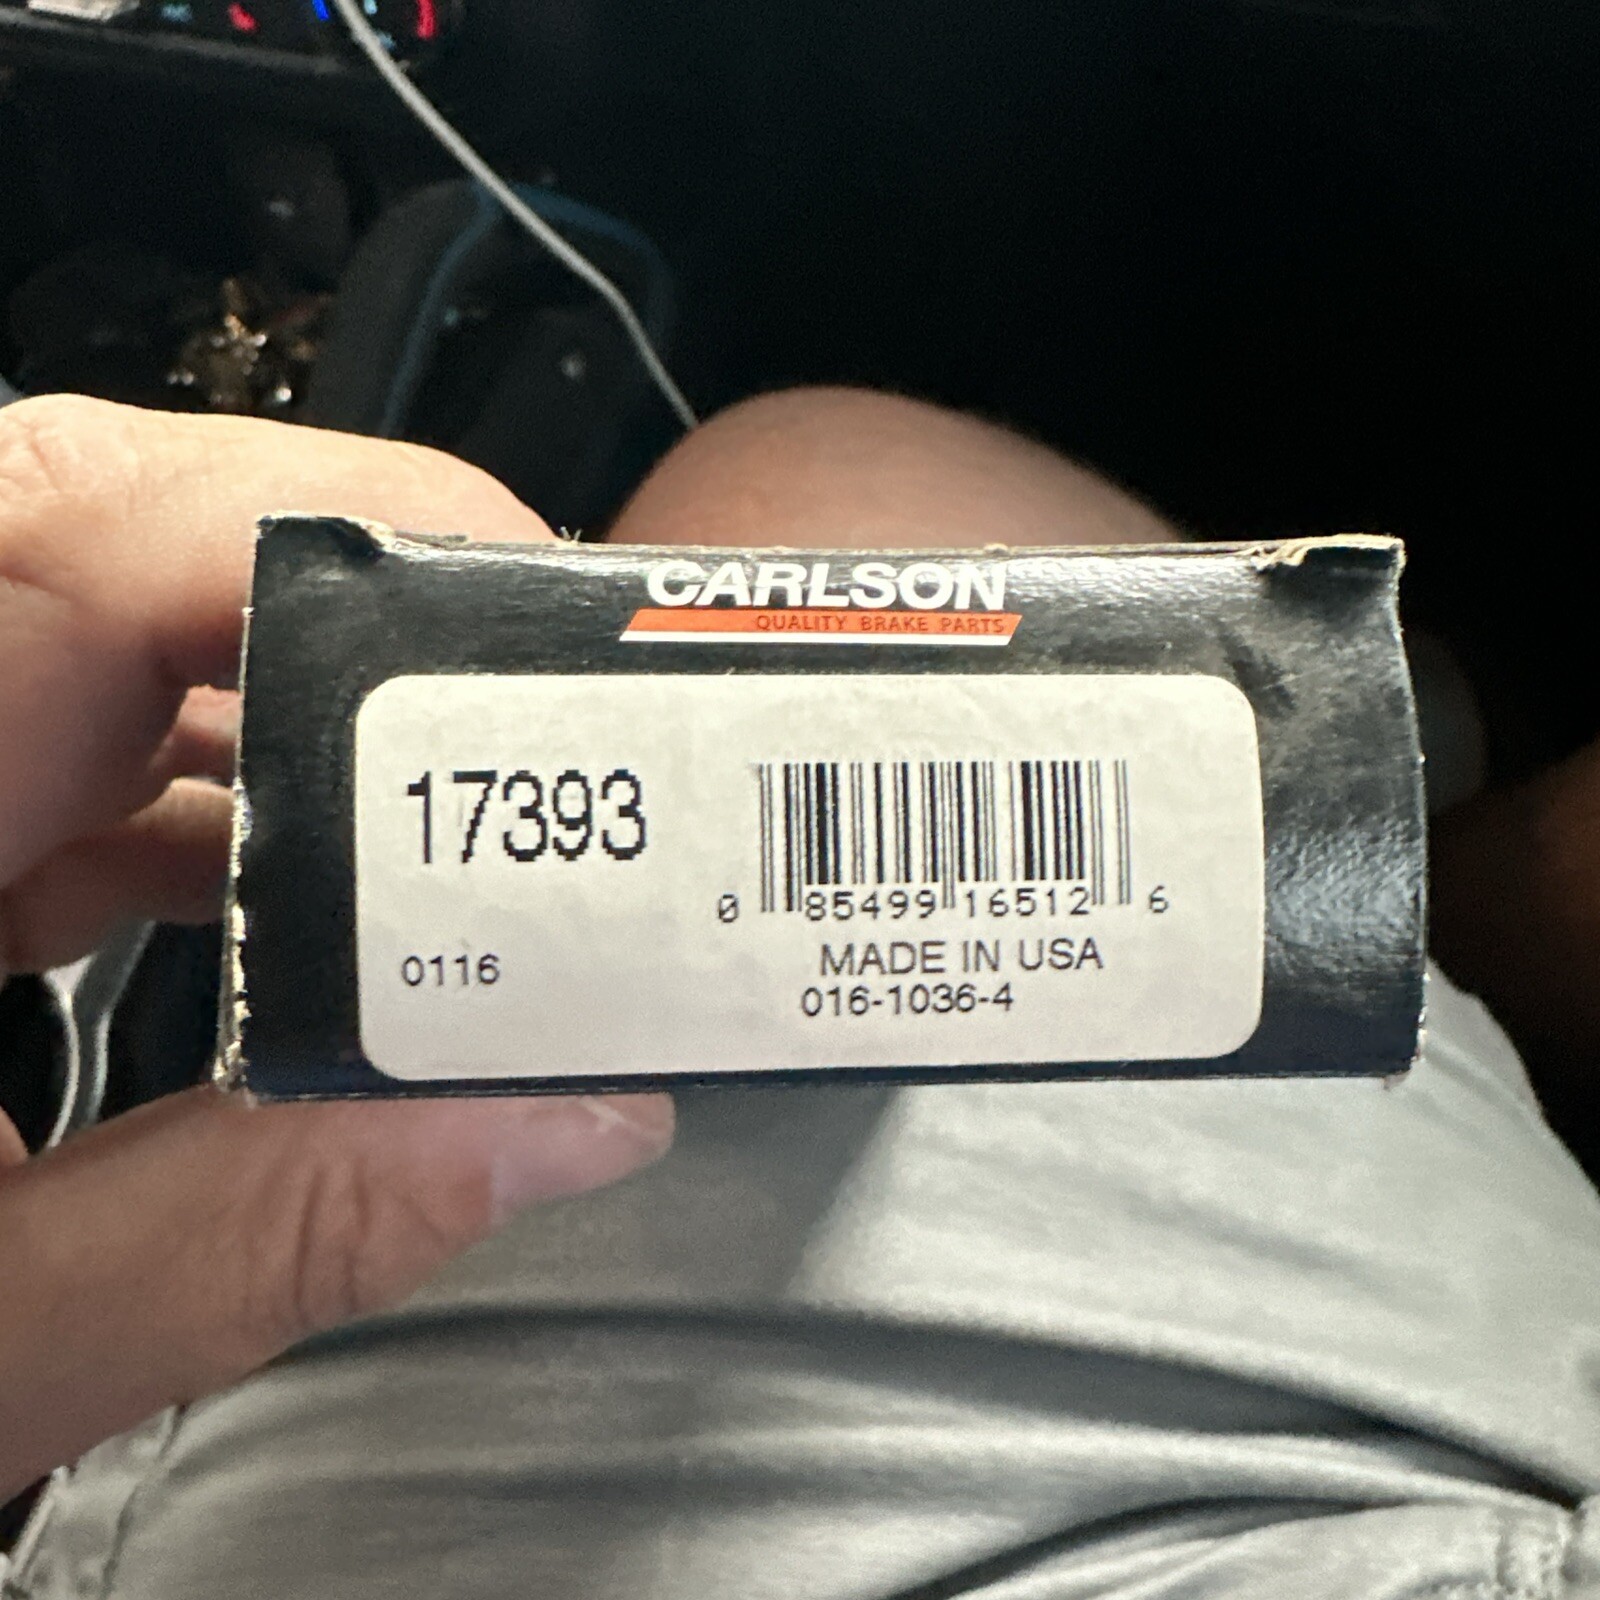 CARLSON
QUALITY BRAKE PARTS
17393
0 85499 16512 6
0116
MADE IN USA
016-1036-4